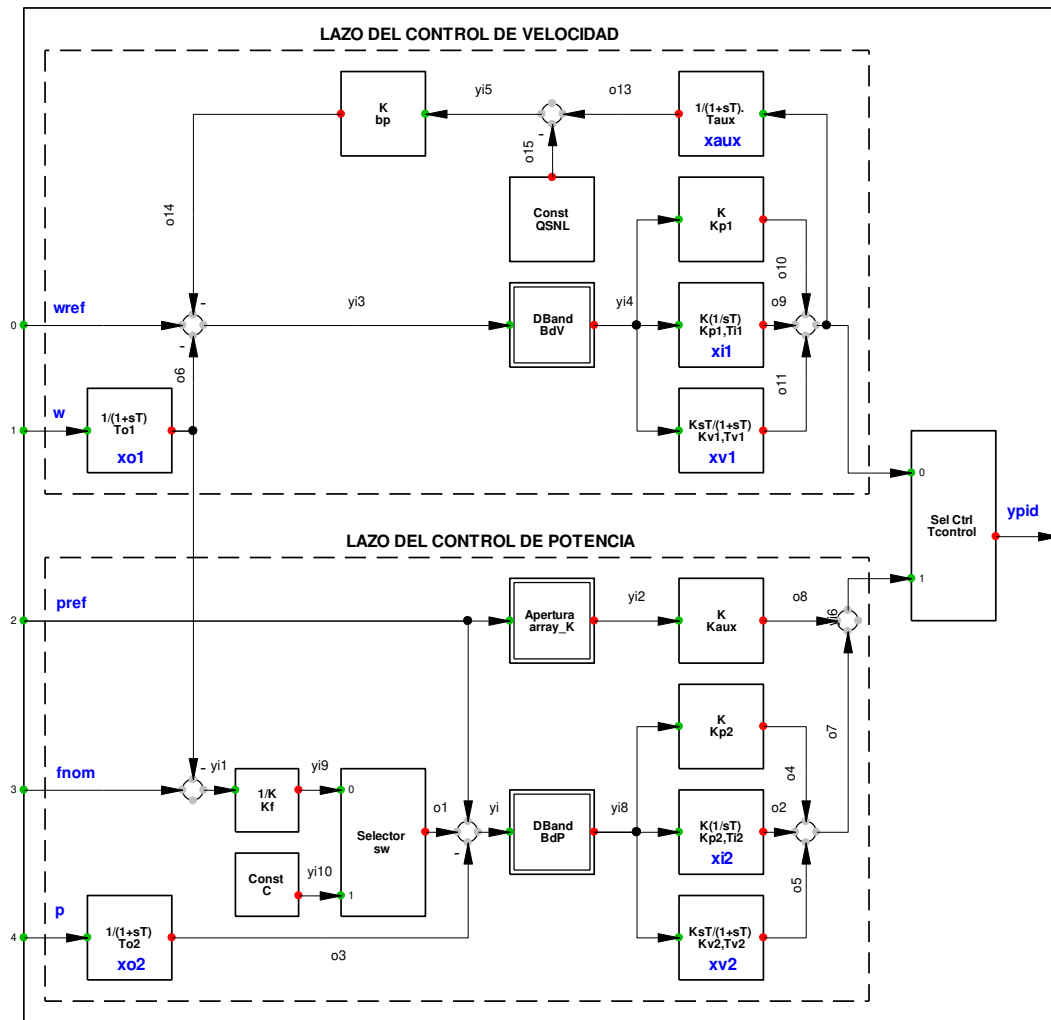 LAZO DEL CONTROL DE VELOCIDAD
K
bp
yi5
o13
1/(1+sT).
Taux
xaux
-
o15
Const
QSNL
o14
K
Kp1
o10
wref
0
-
-
yi3
DBand
BdV
yi4
K(1/sT)
Kp1,Ti1
xi1
o9
o6
o11
w
1
1/(1+sT)
To1
xo1
KsT/(1+sT)
Kv1,Tv1
xv1
0
Sel Ctrl
Tcontrol
ypid
1
LAZO DEL CONTROL DE POTENCIA
pref
2
Apertura
array_K
yi2
K
Kaux
o8
yi6
K
Kp2
o7
o4
fnom
3
-
yi1
1/K
Kf
yi9
0
Selector
sw
1
o1
-
yi
DBand
BdP
yi8
K(1/sT)
Kp2,Ti2
xi2
o2
Const
C
yi10
o5
p
4
1/(1+sT)
To2
xo2
o3
KsT/(1+sT)
Kv2,Tv2
xv2